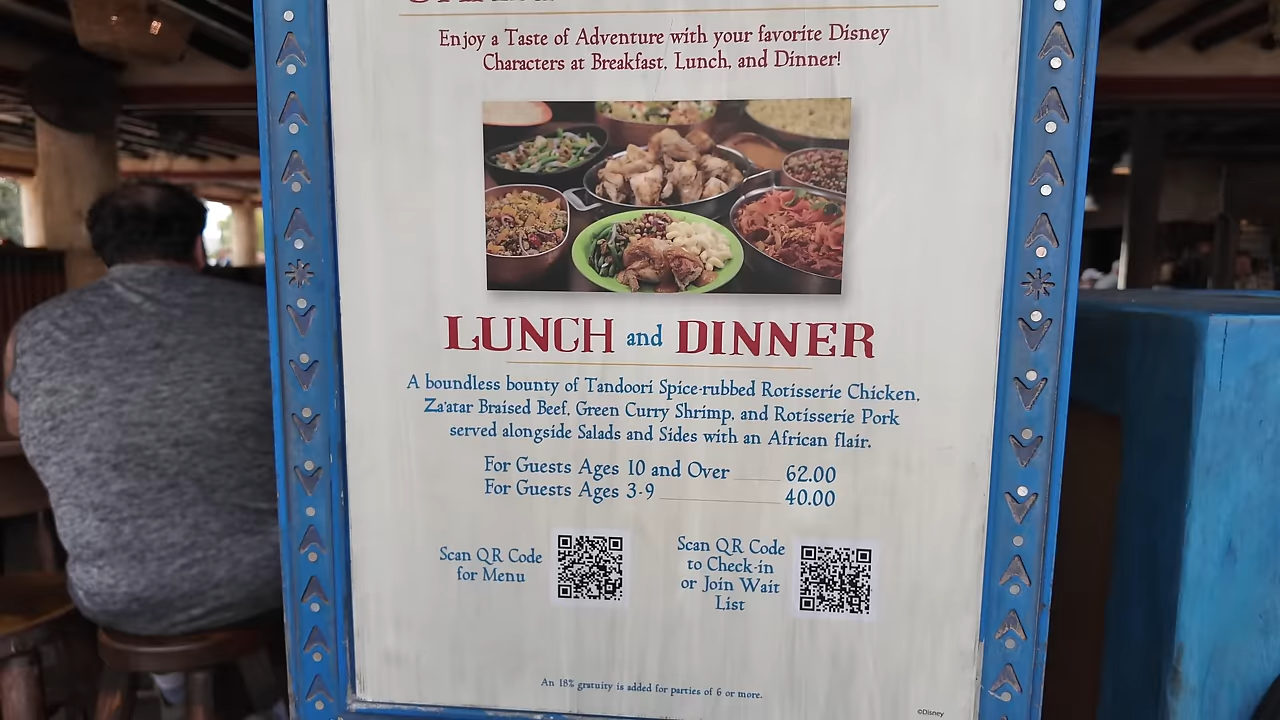 Enjoy a Taste of Adventure with your favorite Disney
Characters at Breakfast, Lunch, and Dinner!
LUNCH and DINNER
A boundless bounty of Tandoori Spice-rubbed Rotisserie Chicken,
Za'atar Braised Beef, Green Curry Shrimp, and Rotisserie Pork
served alongside Salads and Sides with an African flair.
For Guests Ages 10 and Over 62.00
For Guests Ages 3-9 40.00
Scan QR Code
for Menu
Scan QR Code
to Check-in
or Join Wait
List
An 18% gratuity is added for parties of 6 or more.
©Disney